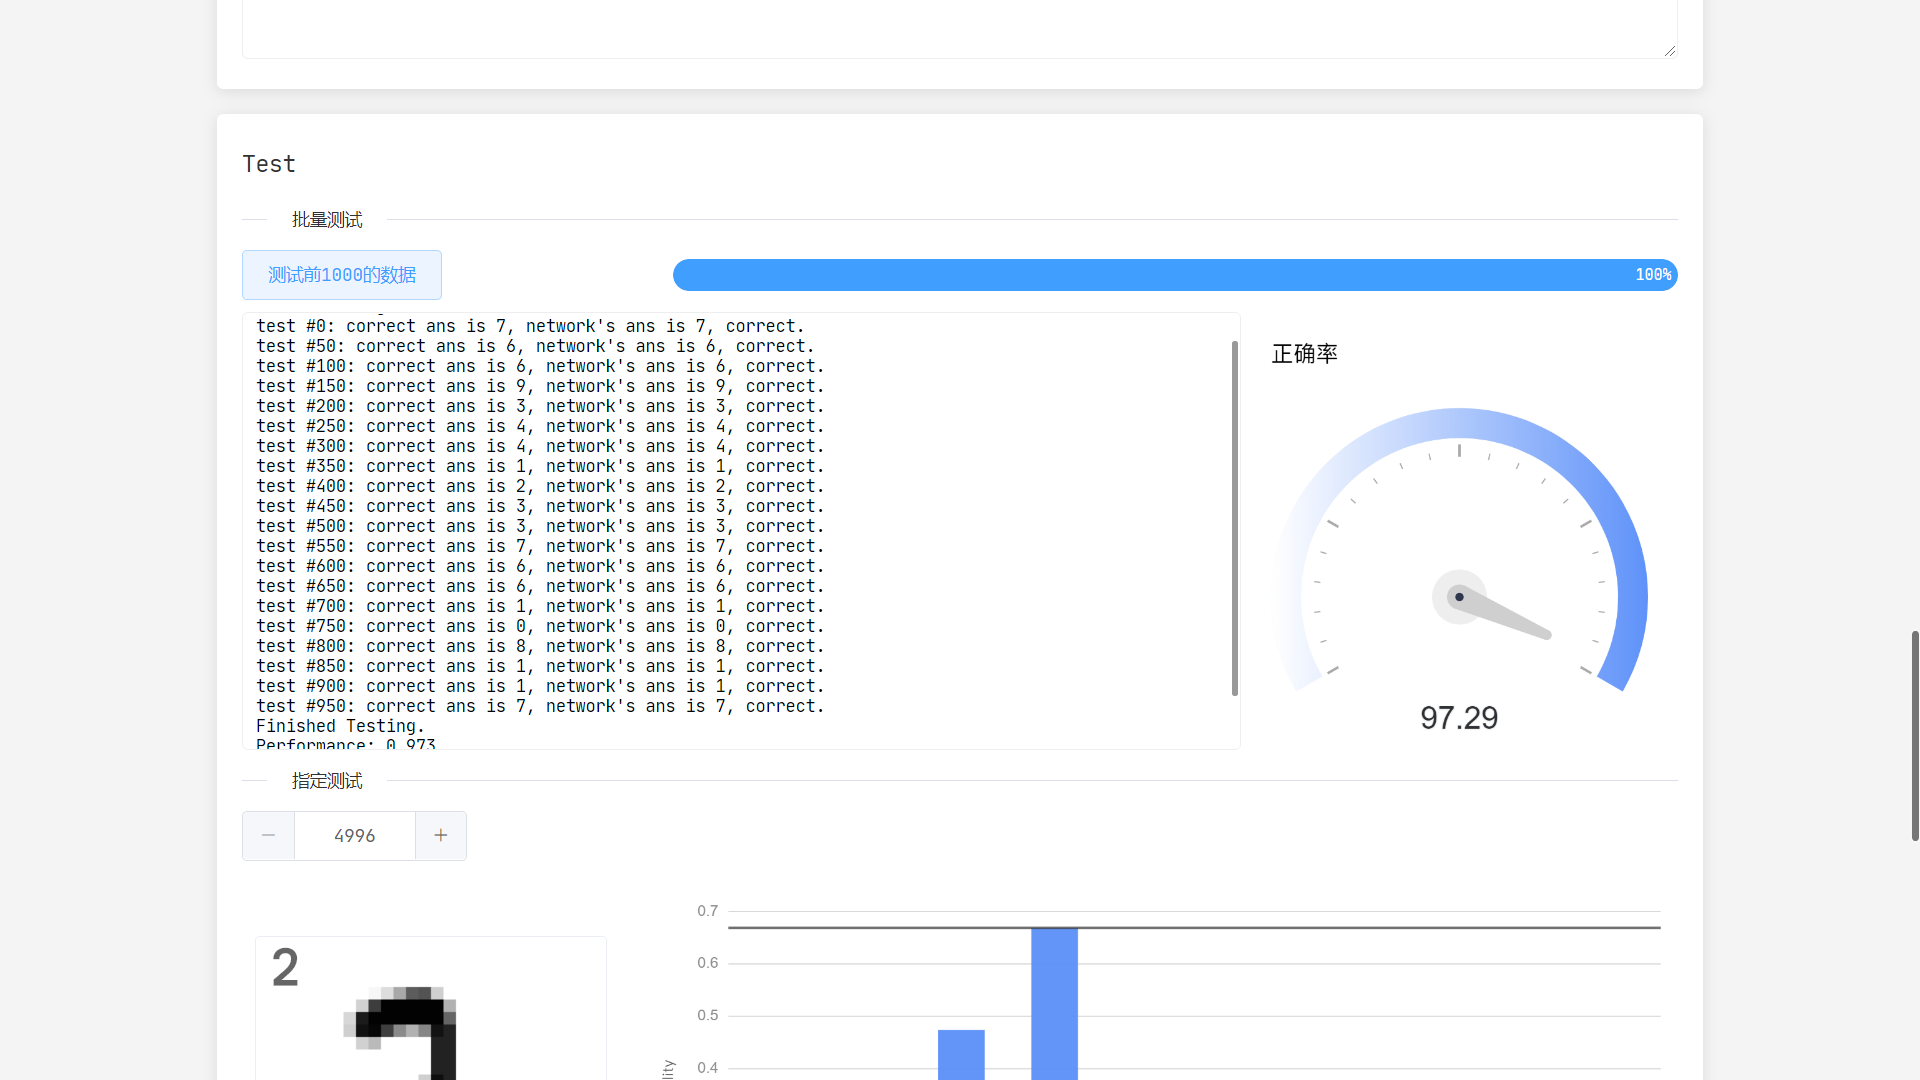 Test
批量测试
测试前1000的数据
100%
test #0: correct ans is 7, network's ans is 7, correct.
test #50: correct ans is 6, network's ans is 6, correct.
test #100: correct ans is 6, network's ans is 6, correct.
test #150: correct ans is 9, network's ans is 9, correct.
test #200: correct ans is 3, network's ans is 3, correct.
test #250: correct ans is 4, network's ans is 4, correct.
test #300: correct ans is 4, network's ans is 4, correct.
test #350: correct ans is 1, network's ans is 1, correct.
test #400: correct ans is 2, network's ans is 2, correct.
test #450: correct ans is 3, network's ans is 3, correct.
test #500: correct ans is 3, network's ans is 3, correct.
test #550: correct ans is 7, network's ans is 7, correct.
test #600: correct ans is 6, network's ans is 6, correct.
test #650: correct ans is 6, network's ans is 6, correct.
test #700: correct ans is 1, network's ans is 1, correct.
test #750: correct ans is 0, network's ans is 0, correct.
test #800: correct ans is 8, network's ans is 8, correct.
test #850: correct ans is 1, network's ans is 1, correct.
test #900: correct ans is 1, network's ans is 1, correct.
test #950: correct ans is 7, network's ans is 7, correct.
Finished Testing.
Performance: 0.973
正确率
97.29
指定测试
4996
2
0.7
0.6
0.5
0.4